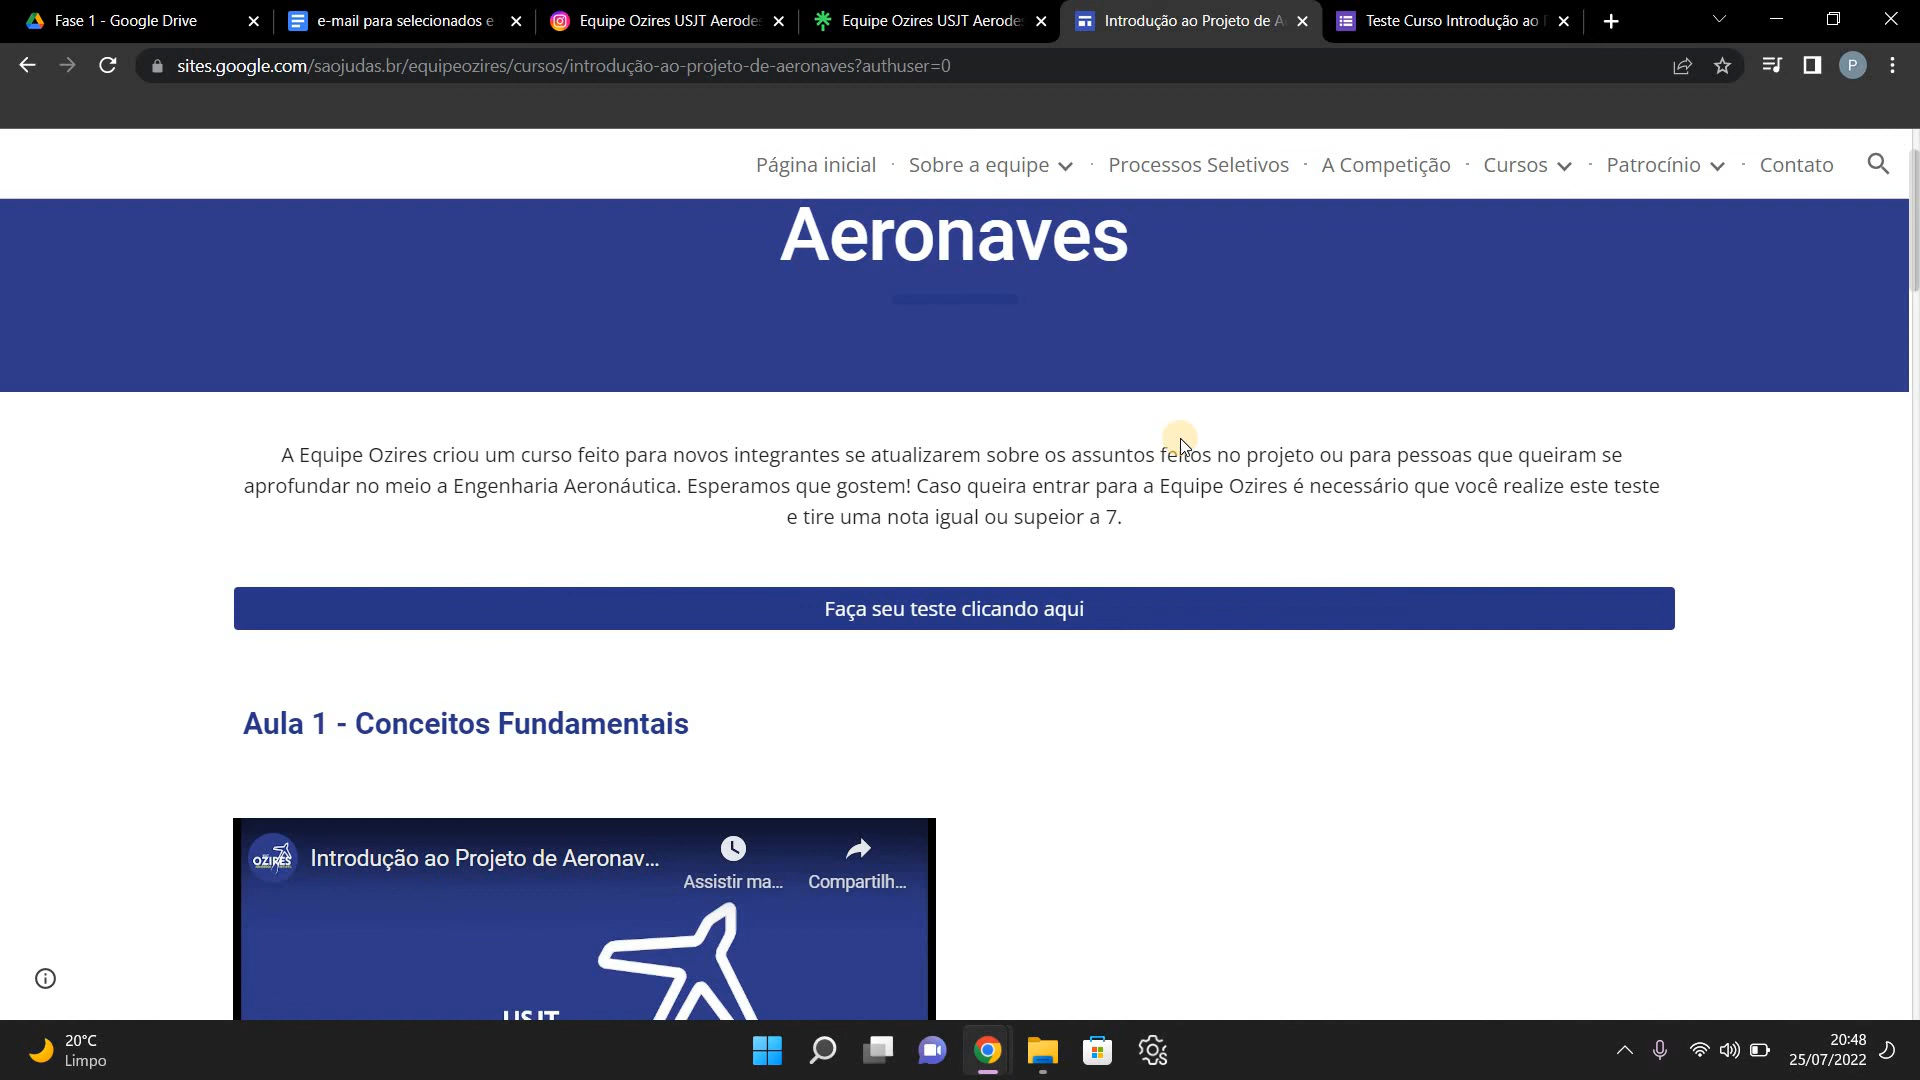 Fase 1 - Google Drive
e-mail para selecionados e
Equipe Ozires USJT Aerodes
Equipe Ozires USJT Aerodes
Introdução ao Projeto de A
Teste Curso Introdução ao
sites.google.com/saojudas.br/equipeozires/cursos/introdução-ao-projeto-de-aeronaves?authuser=0
P
Página inicial · Sobre a equipe · Processos Seletivos · A Competição · Cursos · Patrocínio · Contato
Aeronaves
A Equipe Ozires criou um curso feito para novos integrantes se atualizarem sobre os assuntos feitos no projeto ou para pessoas que queiram se
aprofundar no meio a Engenharia Aeronáutica. Esperamos que gostem! Caso queira entrar para a Equipe Ozires é necessário que você realize este teste
e tire uma nota igual ou supeior a 7.
Faça seu teste clicando aqui
Aula 1 - Conceitos Fundamentais
OZIRES
Introdução ao Projeto de Aeronav...
Assistir ma...
Compartilh...
USJT
20°C
Limpo
20:48
25/07/2022